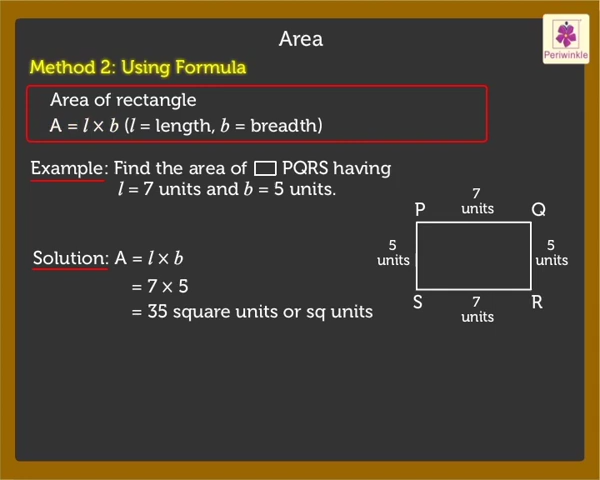 Area
Periwinkle
Method 2: Using Formula
Area of rectangle
A = l × b (l = length, b = breadth)
Example: Find the area of ▭ PQRS having
l = 7 units and b = 5 units.
7
units
P
Q
5
units
5
units
S
R
7
units
Solution: A = l × b
= 7 × 5
= 35 square units or sq units